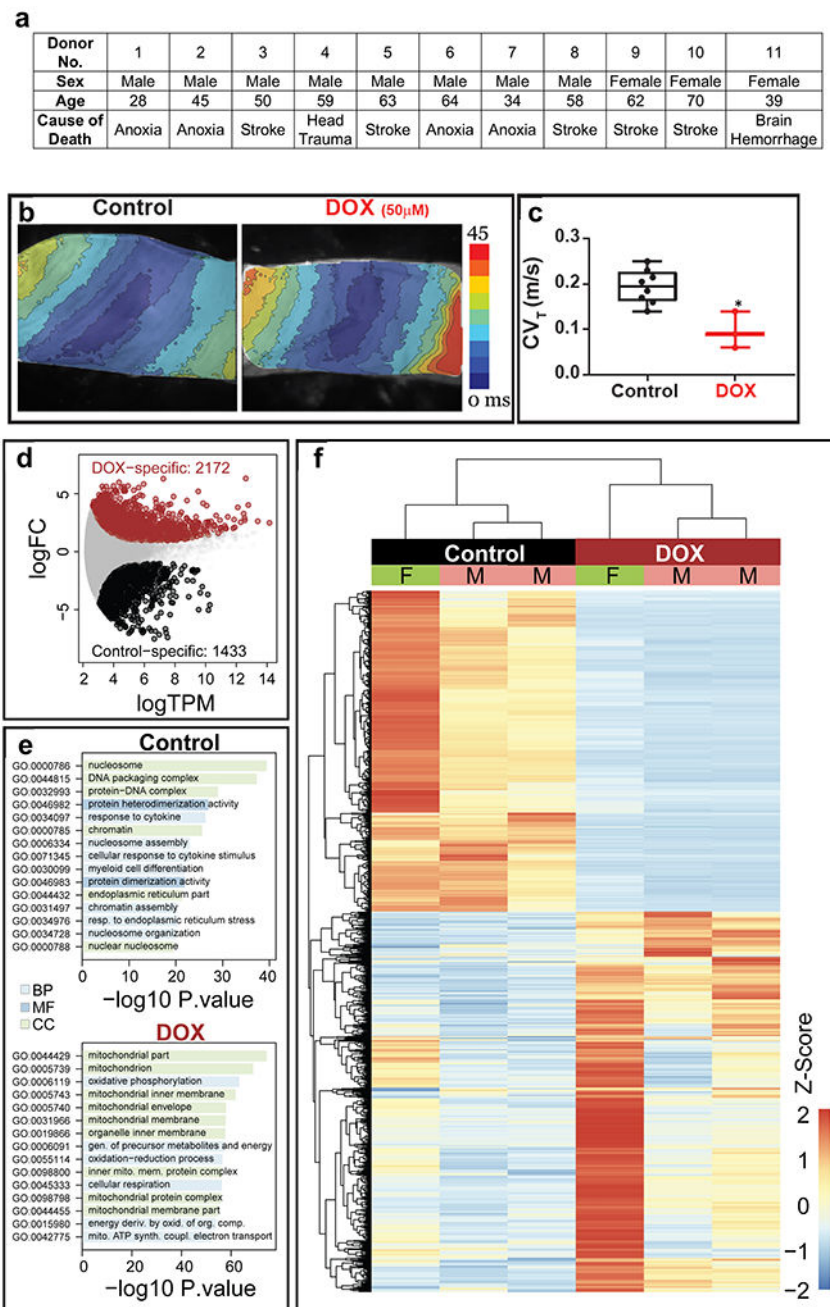 a
Donor No. 1 2 3 4 5 6 7 8 9 10 11
Sex Male Male Male Male Male Male Male Male Female Female Female
Age 28 45 50 59 63 64 34 58 62 70 39
Cause of Death Anoxia Anoxia Stroke Head Trauma Stroke Anoxia Anoxia Stroke Stroke Stroke Brain Hemorrhage
b
Control
DOX (50μM)
45
0 ms
c
CVT (m/s)
0.3
0.2
0.1
0.0
*
Control DOX
d
DOX-specific: 2172
logFC
5
0
-5
Control-specific: 1433
2 4 6 8 10 12 14
logTPM
e
Control
GO:0000786 nucleosome
GO:0044815 DNA packaging complex
GO:0032993 protein-DNA complex
GO:0046982 protein heterodimerization activity
GO:0034097 response to cytokine
GO:0000785 chromatin
GO:0006334 nucleosome assembly
GO:0071345 cellular response to cytokine stimulus
GO:0030099 myeloid cell differentiation
GO:0046983 protein dimerization activity
GO:0044432 endoplasmic reticulum part
GO:0031497 chromatin assembly
GO:0034976 resp. to endoplasmic reticulum stress
GO:0034728 nucleosome organization
GO:0000788 nuclear nucleosome
0 10 20 30 40
-log10 P.value
BP
MF
CC
DOX
GO:0044429 mitochondrial part
GO:0005739 mitochondrion
GO:0006119 oxidative phosphorylation
GO:0005743 mitochondrial inner membrane
GO:0005740 mitochondrial envelope
GO:0031966 mitochondrial membrane
GO:0019866 organelle inner membrane
GO:0006091 gen. of precursor metabolites and energy
GO:0055114 oxidation-reduction process
GO:0098800 inner mito. mem. protein complex
GO:0045333 cellular respiration
GO:0098798 mitochondrial protein complex
GO:0044455 mitochondrial membrane part
GO:0015980 energy deriv. by oxid. of org. comp.
GO:0042775 mito. ATP synth. coupl. electron transport
0 20 40 60
-log10 P.value
f
Control DOX
F M M F M M
Z-Score
2
1
0
-1
-2